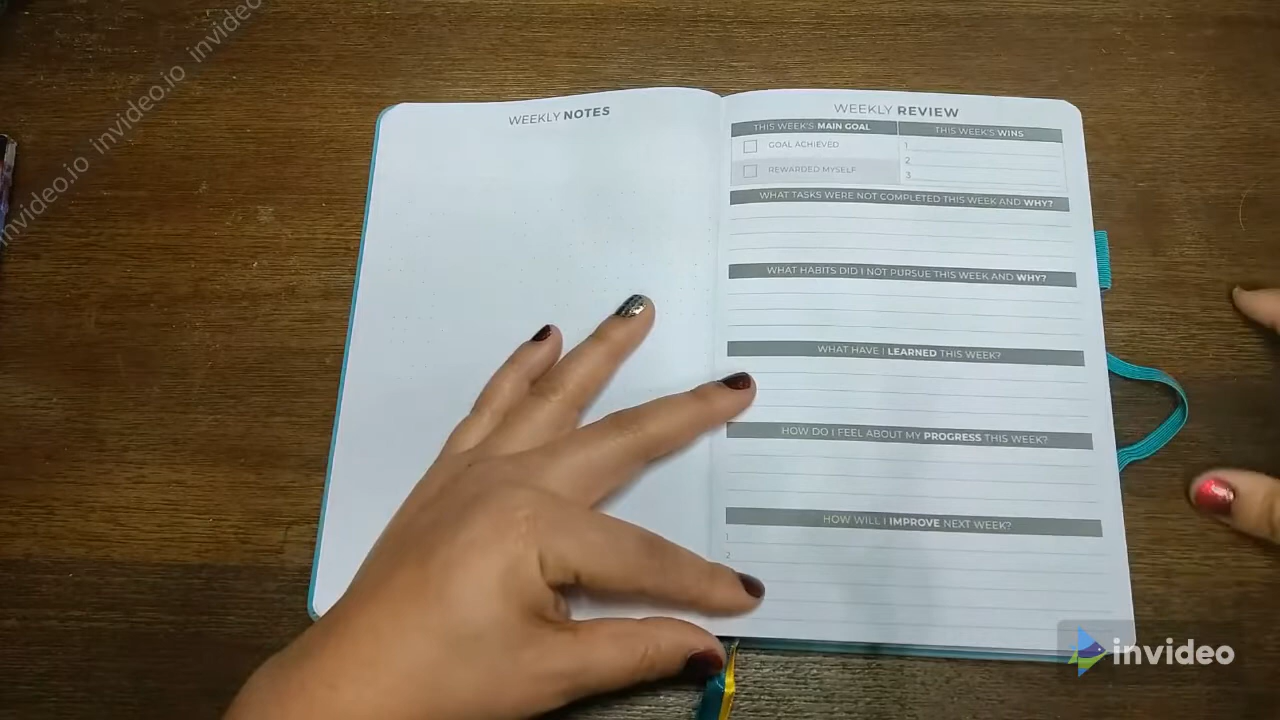 invideo.io invideo.io invideo
WEEKLY NOTES
WEEKLY REVIEW
THIS WEEK'S MAIN GOAL
THIS WEEK'S WINS
GOAL ACHIEVED
REWARDED MYSELF
1
2
3
WHAT TASKS WERE NOT COMPLETED THIS WEEK AND WHY?
WHAT HABITS DID I NOT PURSUE THIS WEEK AND WHY?
WHAT HAVE I LEARNED THIS WEEK?
HOW DO I FEEL ABOUT MY PROGRESS THIS WEEK?
HOW WILL I IMPROVE NEXT WEEK?
1
2
invideo